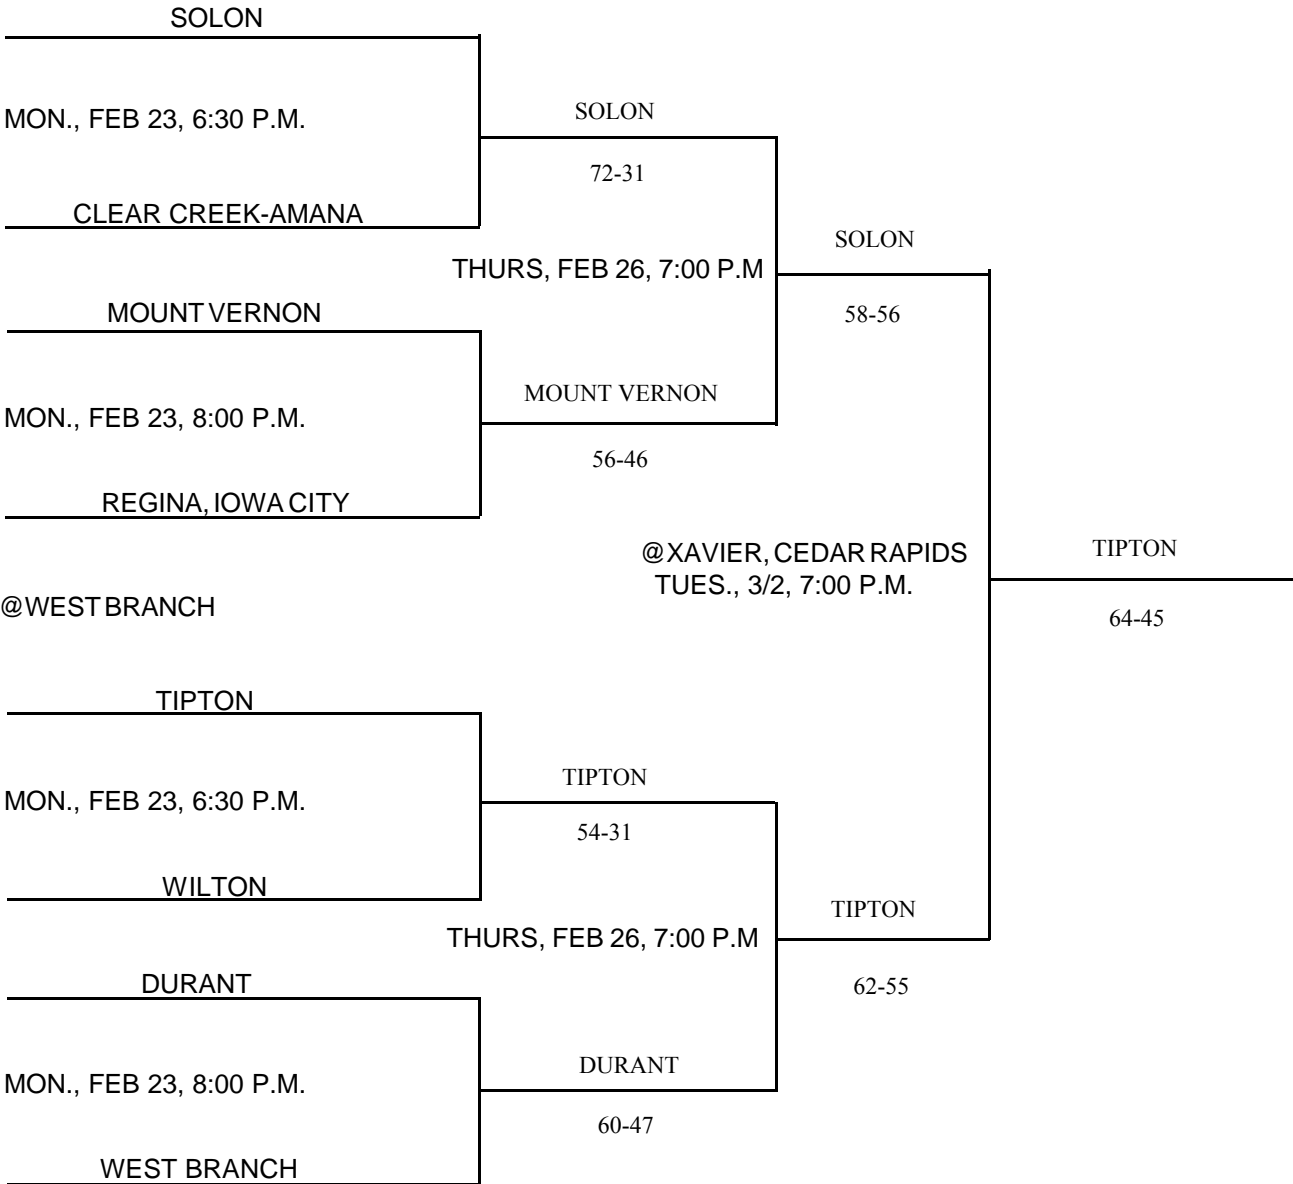 SOLON
MON., FEB 23, 6:30 P.M.
SOLON
72-31
CLEAR CREEK-AMANA
SOLON
THURS, FEB 26, 7:00 P.M
MOUNT VERNON
58-56
MOUNT VERNON
MON., FEB 23, 8:00 P.M.
56-46
REGINA, IOWA CITY
@XAVIER, CEDAR RAPIDS
TUES., 3/2, 7:00 P.M.
TIPTON
64-45
@WEST BRANCH
TIPTON
TIPTON
MON., FEB 23, 6:30 P.M.
54-31
WILTON
TIPTON
THURS, FEB 26, 7:00 P.M
DURANT
62-55
DURANT
MON., FEB 23, 8:00 P.M.
60-47
WEST BRANCH